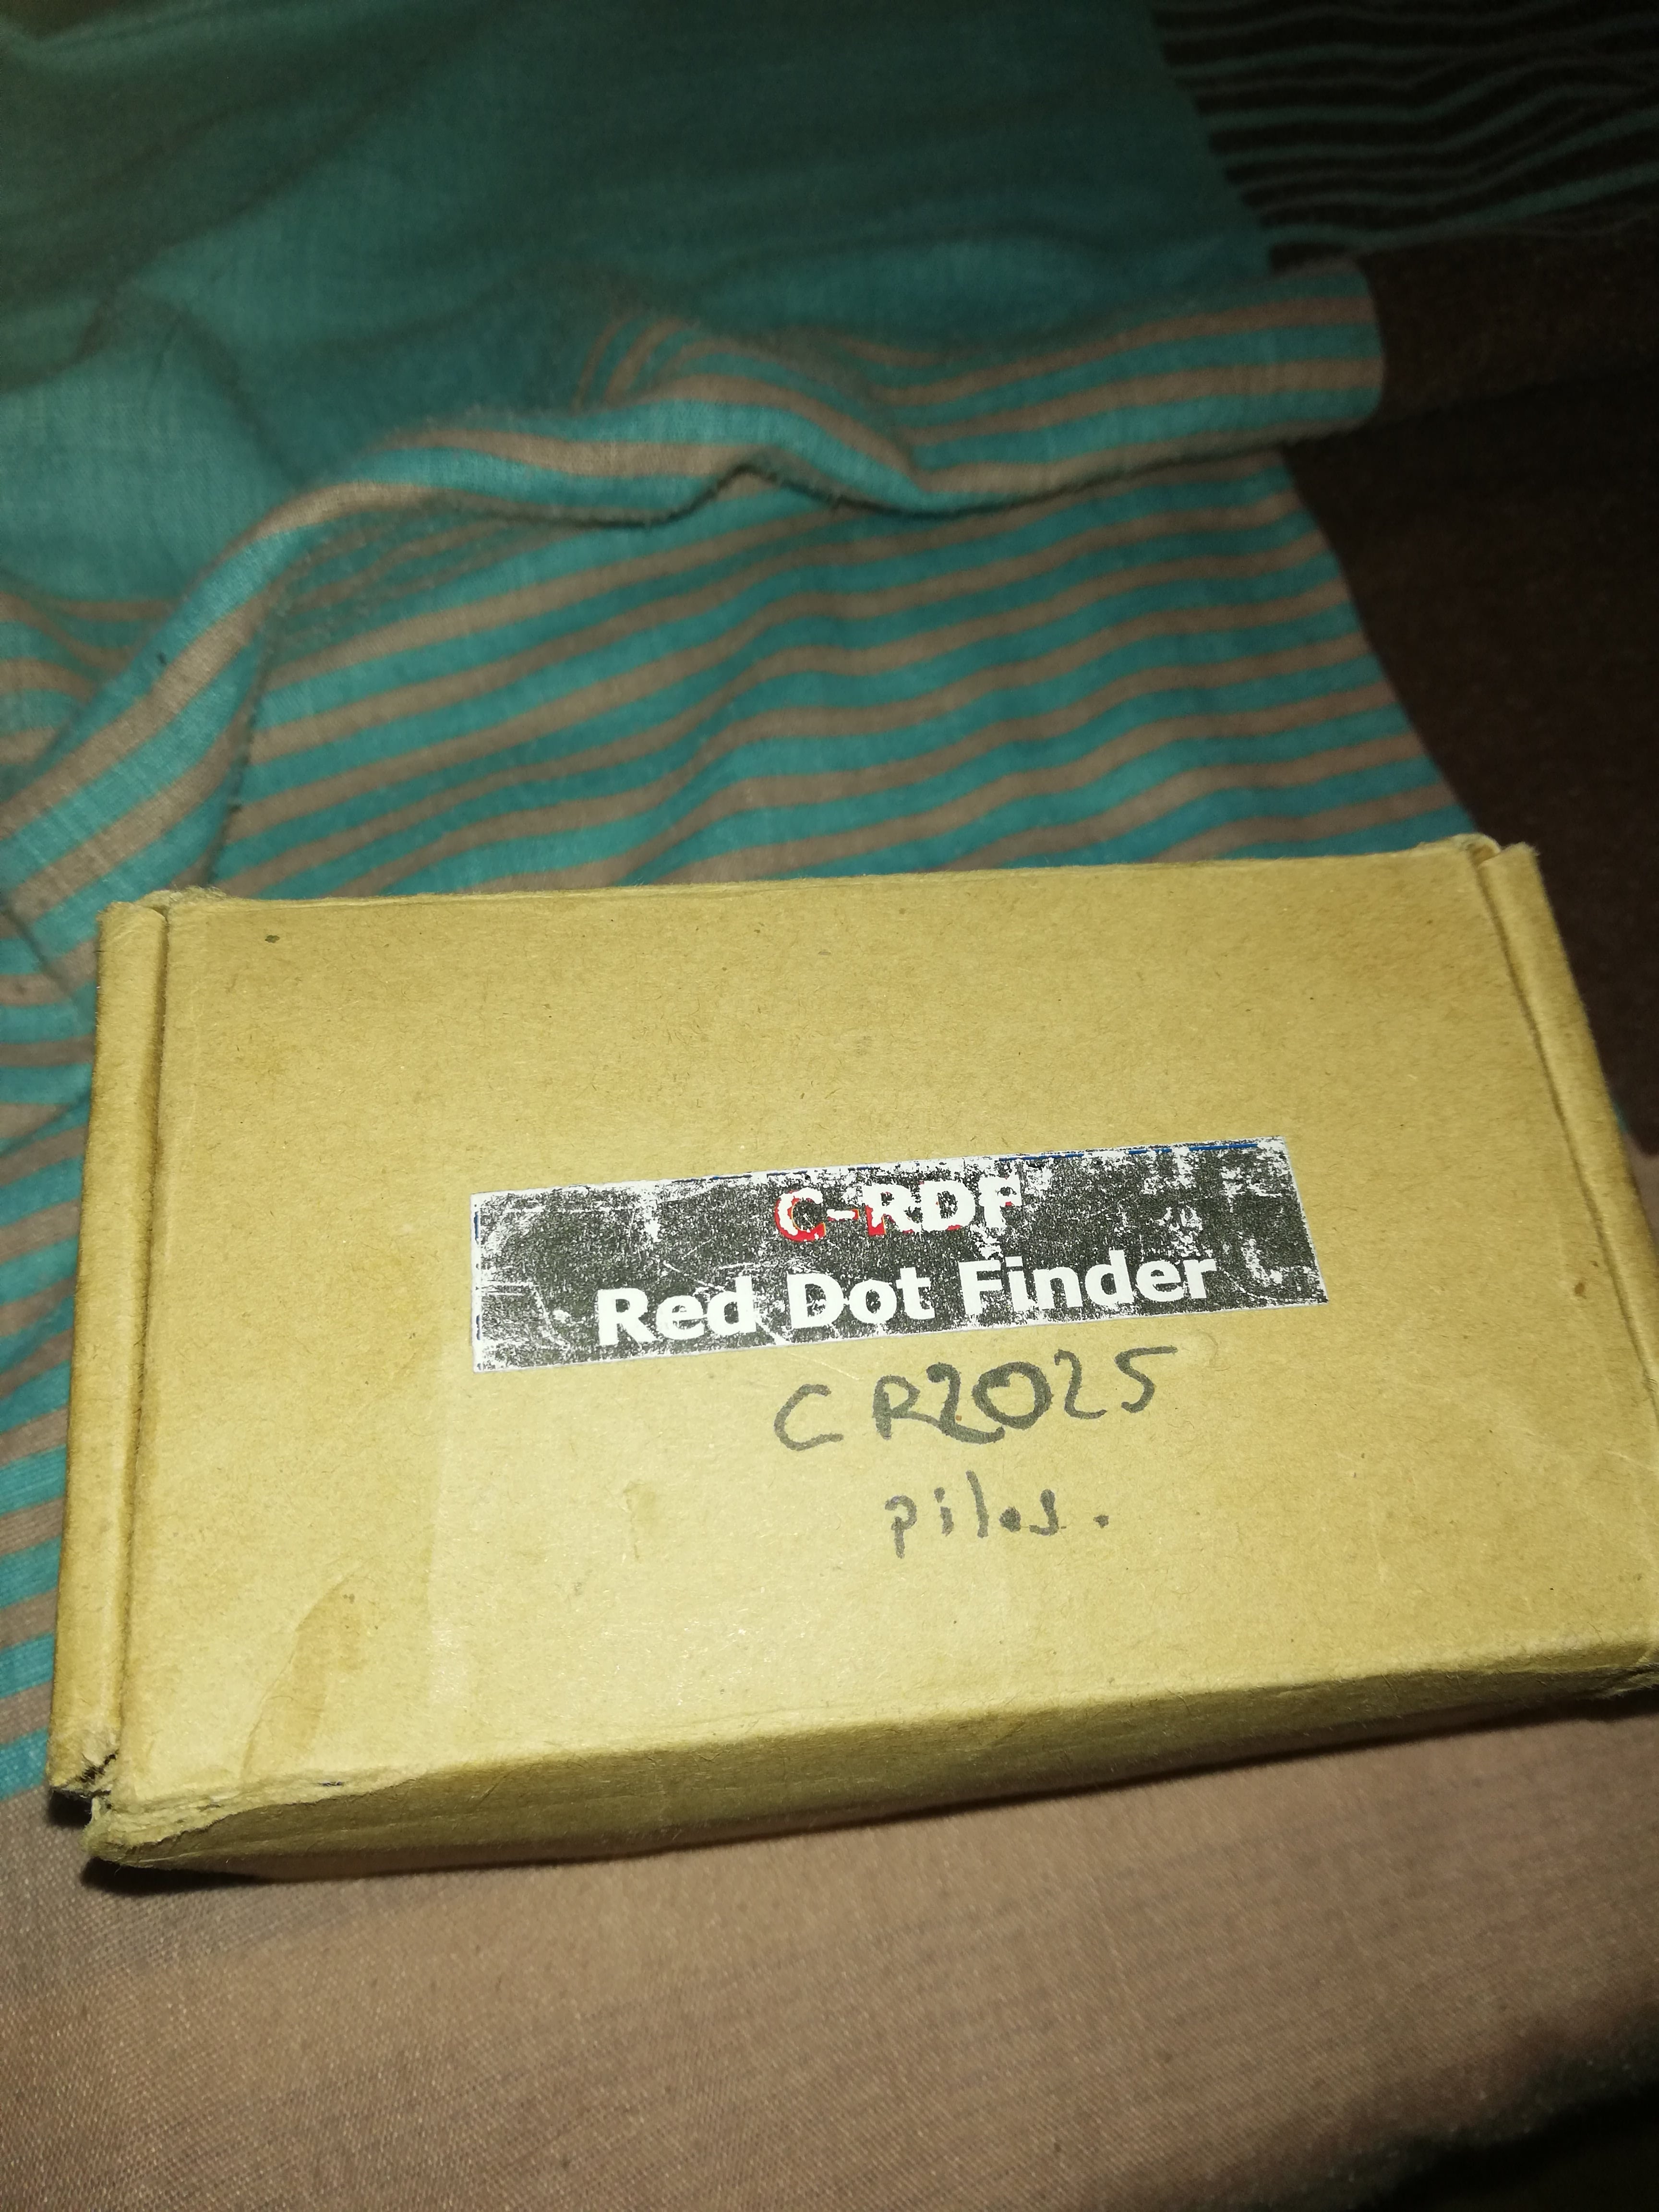 C-RDF
Red Dot Finder
CR2025
piles.